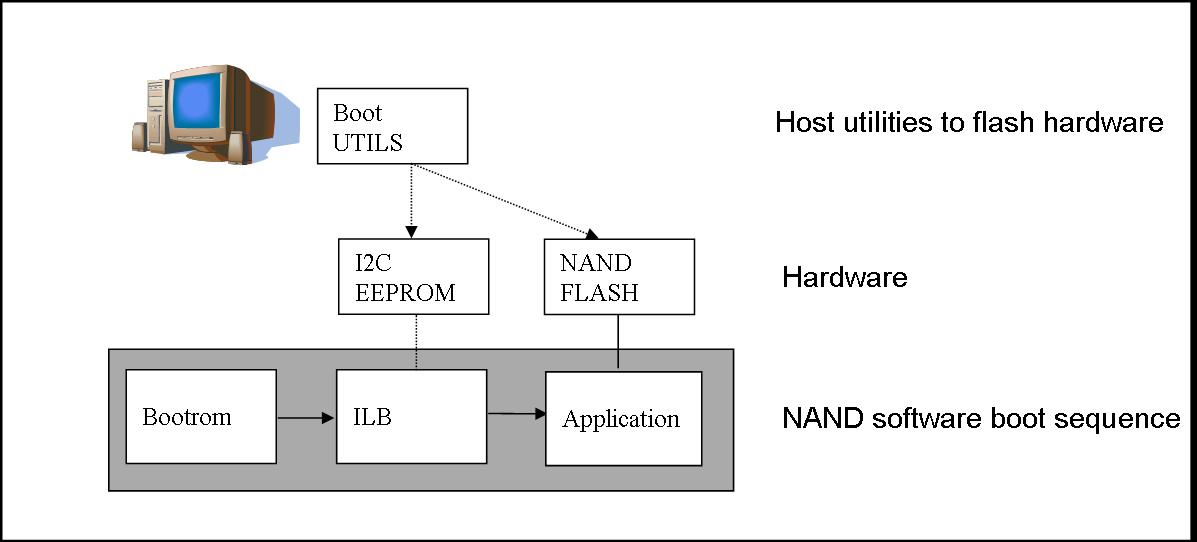 Boot
UTILS
Host utilities to flash hardware
I2C
EEPROM
NAND
FLASH
Hardware
Bootrom
ILB
Application
NAND software boot sequence